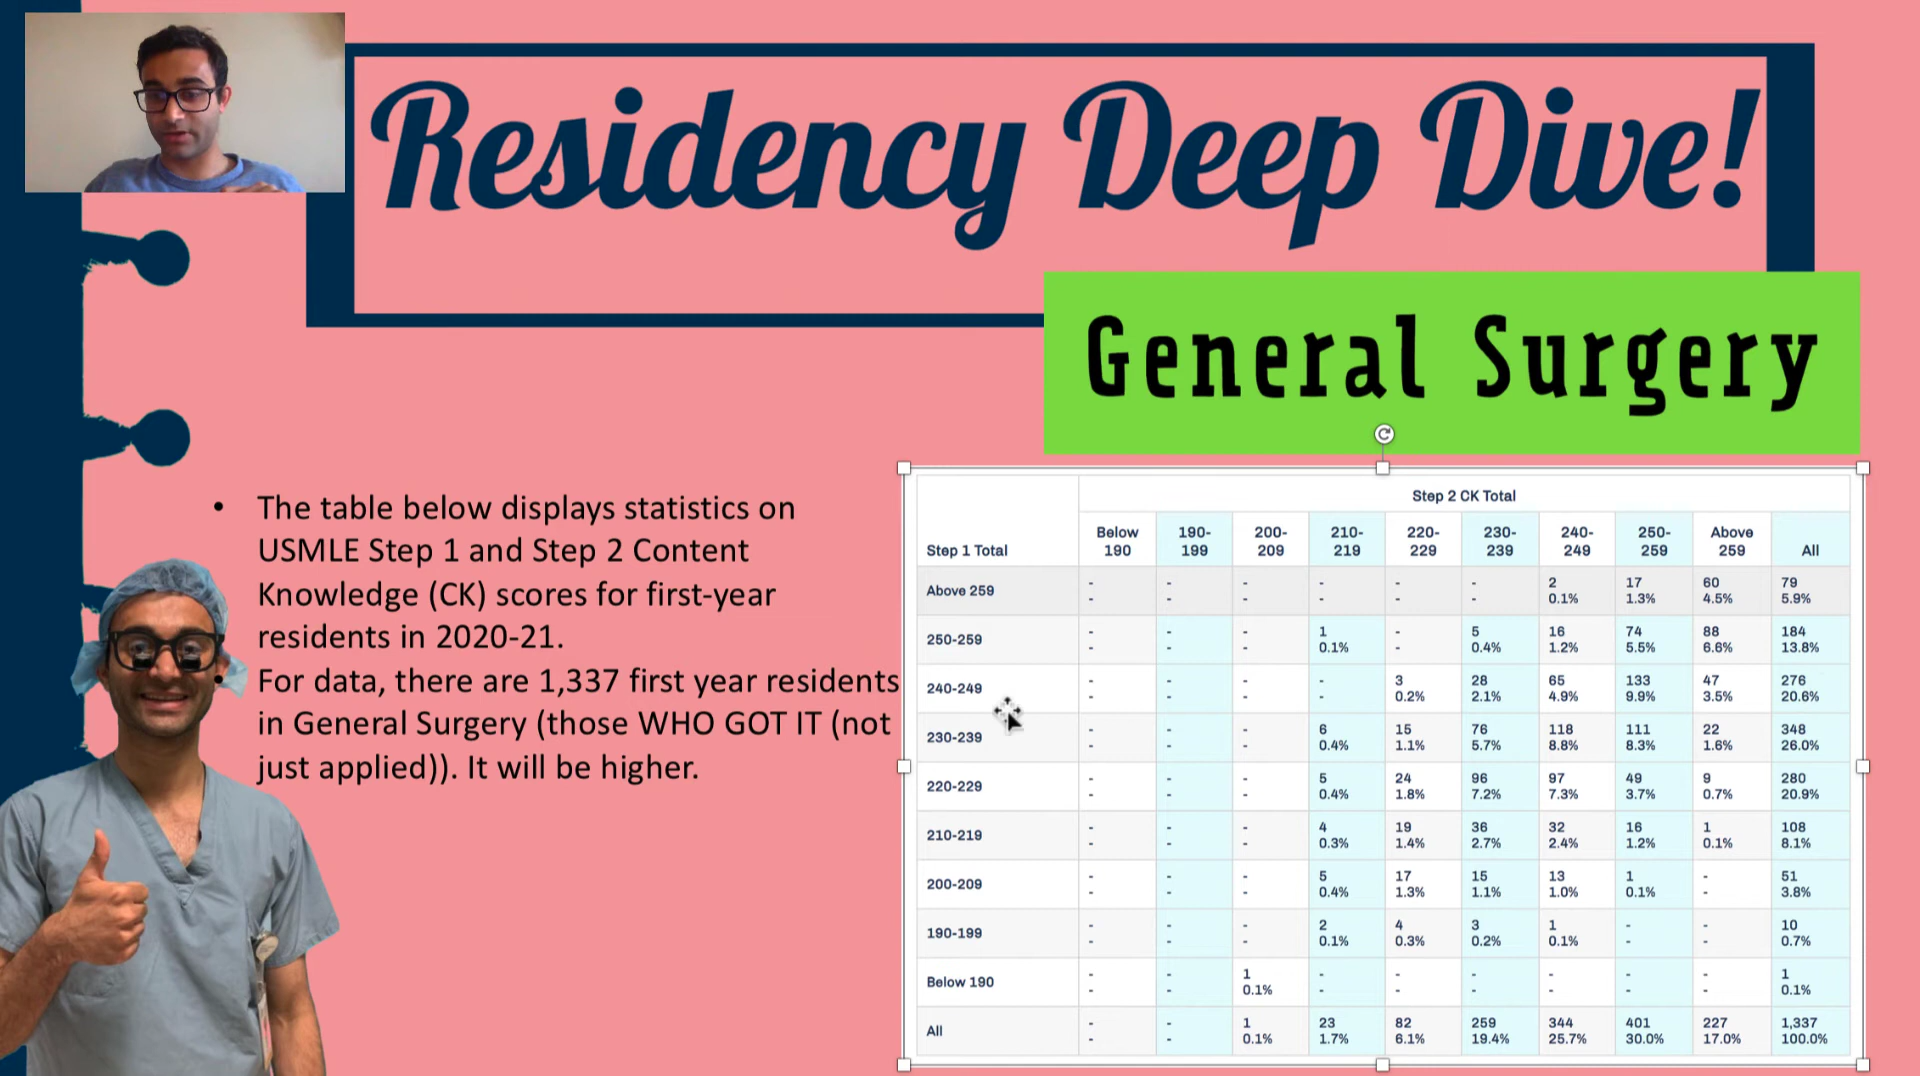 Residency Deep Dive!
General Surgery
• The table below displays statistics on
USMLE Step 1 and Step 2 Content
Knowledge (CK) scores for first-year
residents in 2020-21.
• For data, there are 1,337 first year residents
in General Surgery (those WHO GOT IT (not
just applied)). It will be higher.
Step 2 CK Total
Step 1 Total Below 190 190-199 200-209 210-219 220-229 230-239 240-249 250-259 Above 259 All
Above 259 - - - - - - 2 17 60 79
- - - - - - 0.1% 1.3% 4.5% 5.9%
250-259 - - - 1 - 5 16 74 88 184
- - - 0.1% - 0.4% 1.2% 5.5% 6.6% 13.8%
240-249 - - - - 3 28 65 133 47 276
- - - - 0.2% 2.1% 4.9% 9.9% 3.5% 20.6%
230-239 - - - 6 15 76 118 111 22 348
- - - 0.4% 1.1% 5.7% 8.8% 8.3% 1.6% 26.0%
220-229 - - - 5 24 96 97 49 9 280
- - - 0.4% 1.8% 7.2% 7.3% 3.7% 0.7% 20.9%
210-219 - - - 4 19 36 32 16 1 108
- - - 0.3% 1.4% 2.7% 2.4% 1.2% 0.1% 8.1%
200-209 - - - 5 17 15 13 1 - 51
- - - 0.4% 1.3% 1.1% 1.0% 0.1% - 3.8%
190-199 - - - 2 4 3 1 - - 10
- - - 0.1% 0.3% 0.2% 0.1% - - 0.7%
Below 190 - - 1 - - - - - - 1
- - 0.1% - - - - - - 0.1%
All - - 1 23 82 259 344 401 227 1,337
- - 0.1% 1.7% 6.1% 19.4% 25.7% 30.0% 17.0% 100.0%